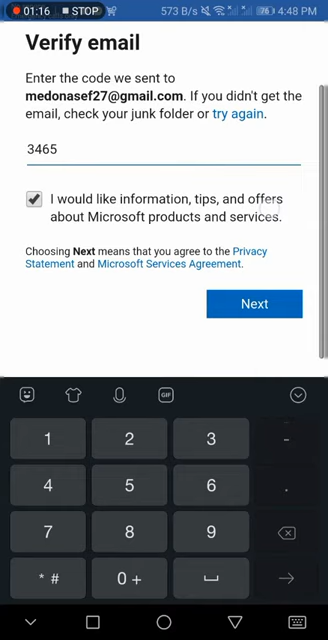 01:16 STOP 573 B/s 76 4:48 PM
Verify email
Enter the code we sent to
medonasef27@gmail.com. If you didn't get the
email, check your junk folder or try again.
3465
I would like information, tips, and offers
about Microsoft products and services.
Choosing Next means that you agree to the Privacy
Statement and Microsoft Services Agreement.
Next
GIF
1 2 3 -
4 5 6 .
7 8 9
* # 0 +